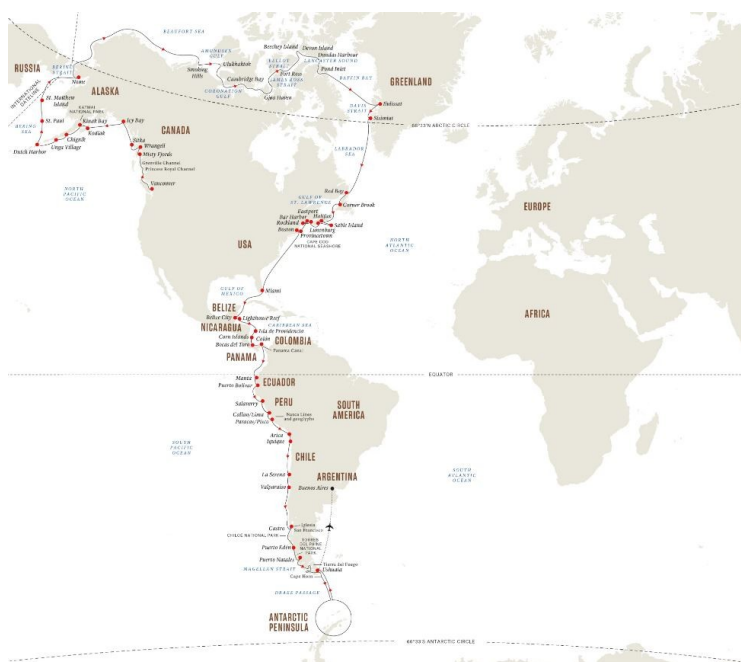 BEAUFORT SEA
AMUNDSEN
GULF
Beechey Island
Devon Island
Dundas Harbour
LANCASTER SOUND
Pond Inlet
BELLOT
STRAIT
Fort Ross
JAMES ROSS
STRAIT
BAFFIN BAY
GREENLAND
RUSSIA
BERING
STRAIT
Nome
Smoking
Hills
Ulukhaktok
Cambridge Bay
CORONATION
GULF
Gjoa Haven
DAVIS
STRAIT
Ilulissat
Sisimiut
INTERNATIONAL
DATELINE
ALASKA
St. Matthew
Island
KATMAI
NATIONAL PARK
St. Paul
Kinak Bay
Kodiak
Icy Bay
BERING
SEA
Chignik
Unga Village
Dutch Harbor
CANADA
Sitka
Wrangell
Misty Fjords
Grenville Channel
Princess Royal Channel
Vancouver
66°33'N ARCTIC CIRCLE
LABRADOR
SEA
NORTH
PACIFIC
OCEAN
Red Bay
GULF OF
ST. LAWRENCE
Corner Brook
Eastport
Bar Harbor
Halifax
Rockland
Lunenburg
Sable Island
Boston
Provincetown
CAPE COD
NATIONAL SEASHORE
USA
NORTH
ATLANTIC
OCEAN
EUROPE
GULF OF
MEXICO
Miami
BELIZE
Belize City
Lighthouse Reef
NICARAGUA
CARIBBEAN SEA
Isla de Providencia
Corn Islands
Colón
COLOMBIA
Bocas del Toro
Panama Canal
PANAMA
AFRICA
EQUATOR
Manta
ECUADOR
Puerto Bolívar
PERU
Salaverry
Callao/Lima
Nazca Lines
and geoglyphs
Paracas/Pisco
SOUTH
AMERICA
Arica
Iquique
SOUTH
PACIFIC
OCEAN
CHILE
La Serena
ARGENTINA
Valparaíso
Buenos Aires
SOUTH
ATLANTIC
OCEAN
Castro
Iglesia
San Francisco
CHILOÉ NATIONAL PARK
TORRES
DEL PAINE
NATIONAL
PARK
Puerto Edén
Puerto Natales
Tierra del Fuego
MAGELLAN STRAIT
Ushuaia
Cape Horn
DRAKE PASSAGE
ANTARCTIC
PENINSULA
66°33'S ANTARCTIC CIRCLE